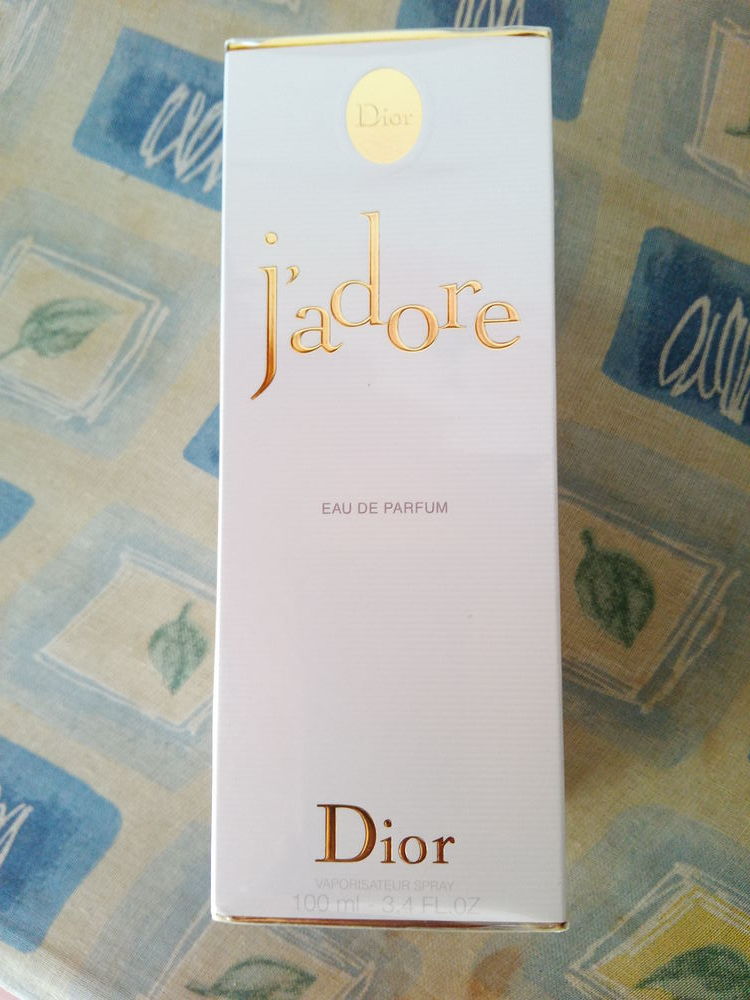 Dior
j'adore
EAU DE PARFUM
Dior
VAPORISATEUR SPRAY
100 ml - 3.4 FL.OZ